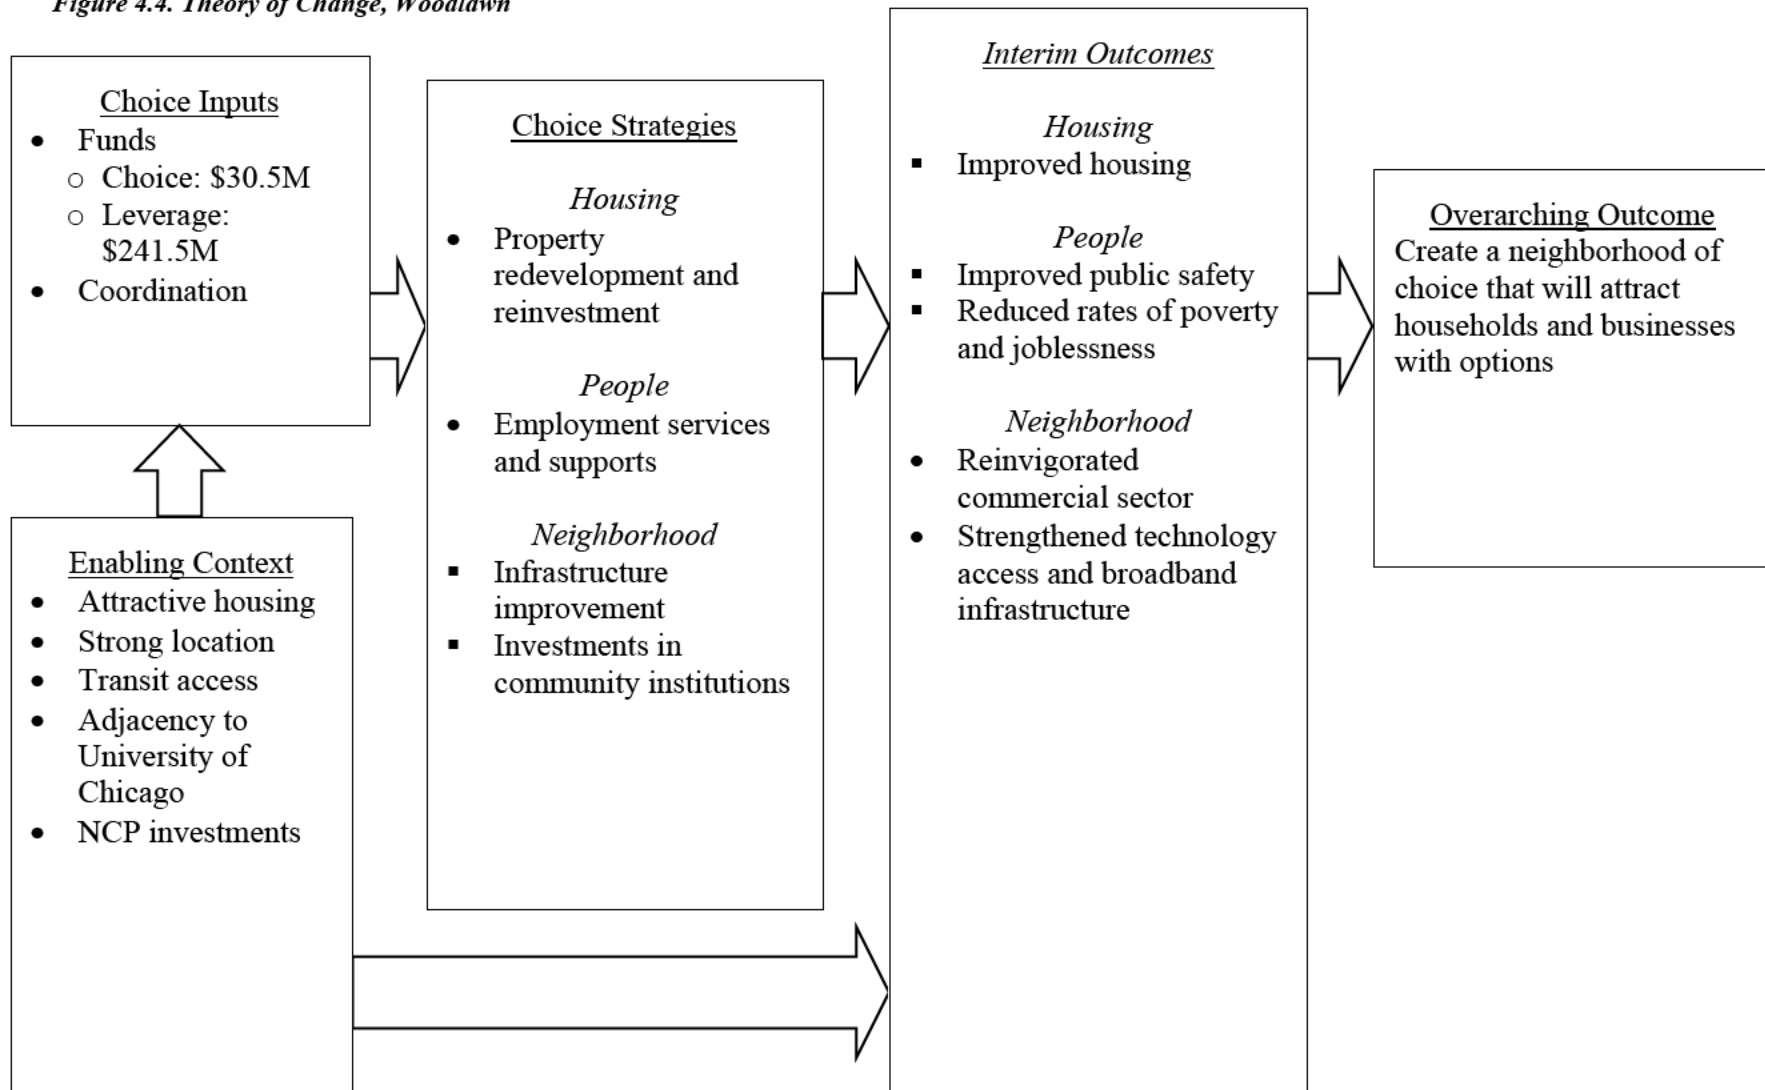 Figure 4.4. Theory of Change, Woodlawn
Choice Inputs
• Funds
o Choice: $30.5M
o Leverage:
$241.5M
• Coordination
Enabling Context
• Attractive housing
• Strong location
• Transit access
• Adjacency to
University of
Chicago
• NCP investments
Choice Strategies
Housing
• Property
redevelopment and
reinvestment
People
• Employment services
and supports
Neighborhood
▪ Infrastructure
improvement
▪ Investments in
community institutions
Interim Outcomes
Housing
▪ Improved housing
People
▪ Improved public safety
▪ Reduced rates of poverty
and joblessness
Neighborhood
• Reinvigorated
commercial sector
• Strengthened technology
access and broadband
infrastructure
Overarching Outcome
Create a neighborhood of
choice that will attract
households and businesses
with options